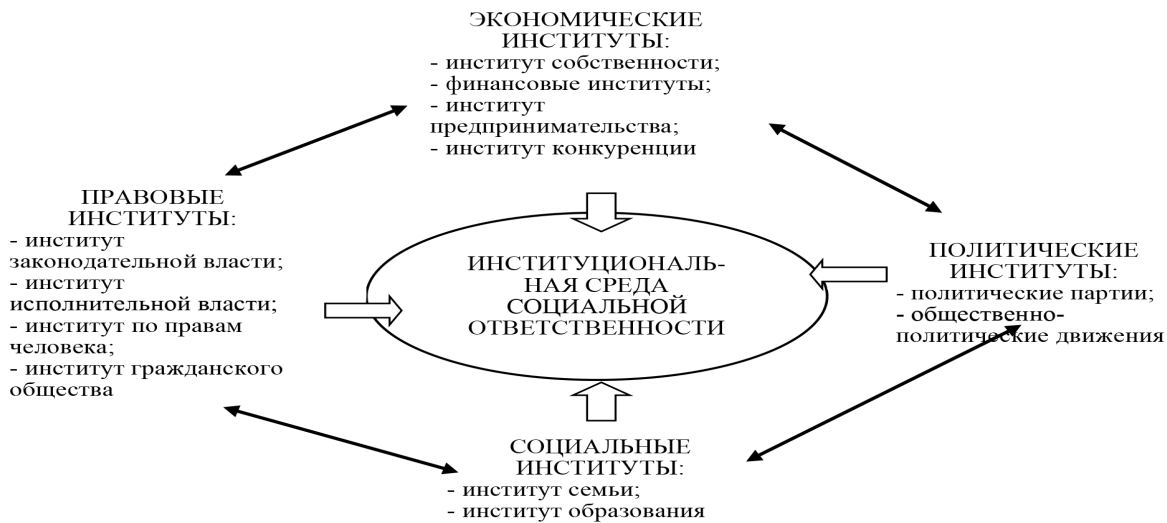 ЭКОНОМИЧЕСКИЕ
ИНСТИТУТЫ:
- институт собственности;
- финансовые институты;
- институт
предпринимательства;
- институт конкуренции
ПРАВОВЫЕ
ИНСТИТУТЫ:
- институт
законодательной власти;
- институт
исполнительной власти;
- институт по правам
человека;
- институт гражданского
общества
ИНСТИТУЦИОНАЛЬ-
НАЯ СРЕДА
СОЦИАЛЬНОЙ
ОТВЕТСТВЕННОСТИ
ПОЛИТИЧЕСКИЕ
ИНСТИТУТЫ:
- политические партии;
- общественно-
политические движения
СОЦИАЛЬНЫЕ
ИНСТИТУТЫ:
- институт семьи;
- институт образования